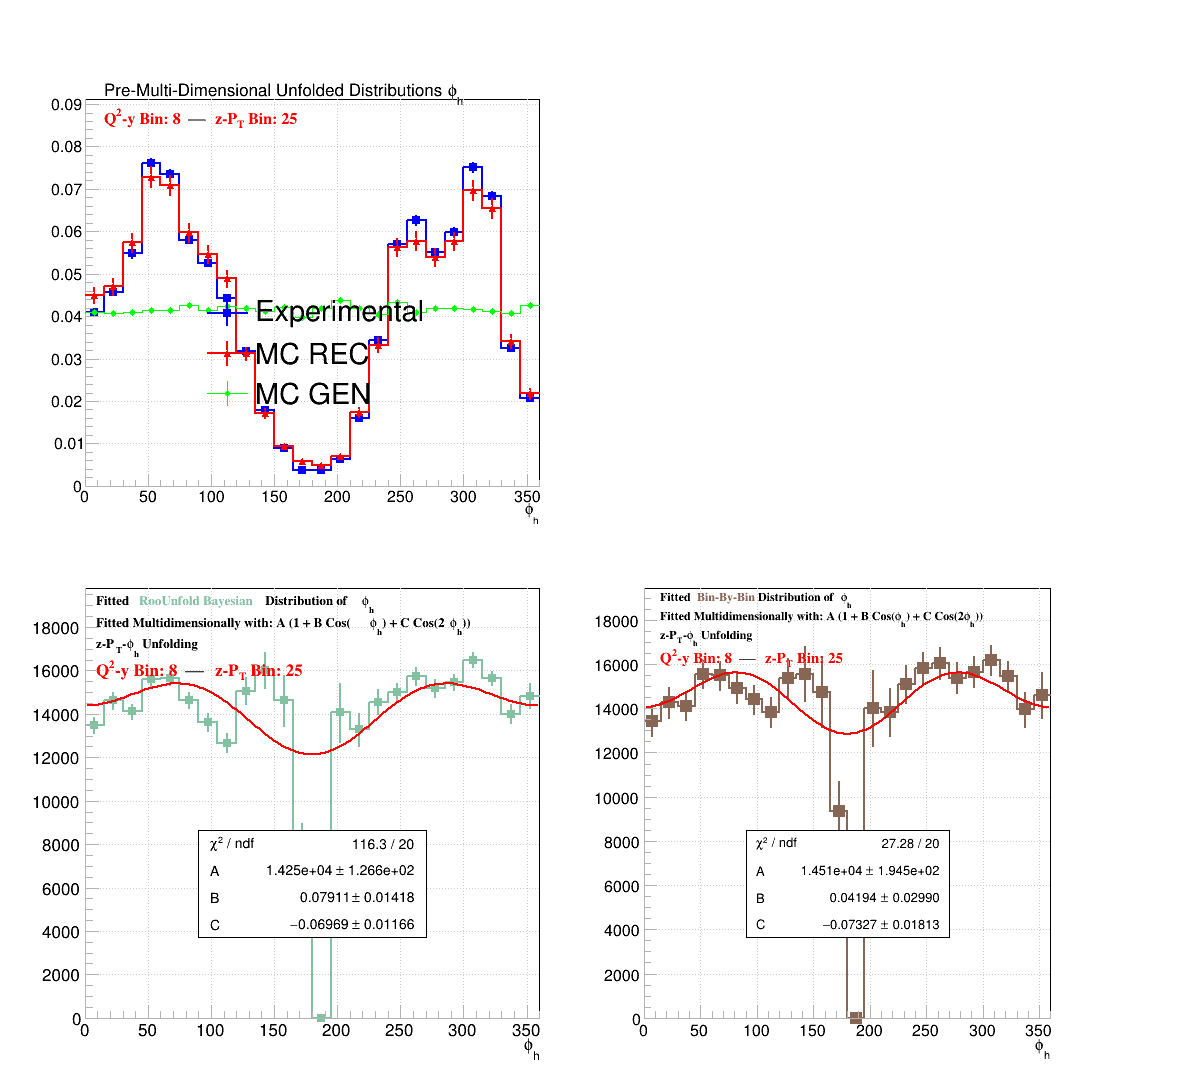 Pre-Multi-Dimensional Unfolded Distributions ϕh
Q²-y Bin: 8 — z-PT Bin: 25
0.09
0.08
0.07
0.06
0.05
0.04
0.03
0.02
0.01
0
Experimental
MC REC
MC GEN
0 50 100 150 200 250 300 350
ϕh
Fitted RooUnfold Bayesian Distribution of ϕh
Fitted Multidimensionally with: A (1 + B Cos( ϕh) + C Cos(2 ϕh))
z-PT-ϕh Unfolding
Q²-y Bin: 8 — z-PT Bin: 25
18000
16000
14000
12000
10000
8000
6000
4000
2000
0
χ² / ndf 116.3 / 20
A 1.425e+04 ± 1.266e+02
B 0.07911 ± 0.01418
C −0.06969 ± 0.01166
0 50 100 150 200 250 300 350
ϕh
Fitted Bin-By-Bin Distribution of ϕh
Fitted Multidimensionally with: A (1 + B Cos(ϕh) + C Cos(2ϕh))
z-PT-ϕh Unfolding
Q²-y Bin: 8 — z-PT Bin: 25
18000
16000
14000
12000
10000
8000
6000
4000
2000
0
χ² / ndf 27.28 / 20
A 1.451e+04 ± 1.945e+02
B 0.04194 ± 0.02990
C −0.07327 ± 0.01813
0 50 100 150 200 250 300 350
ϕh